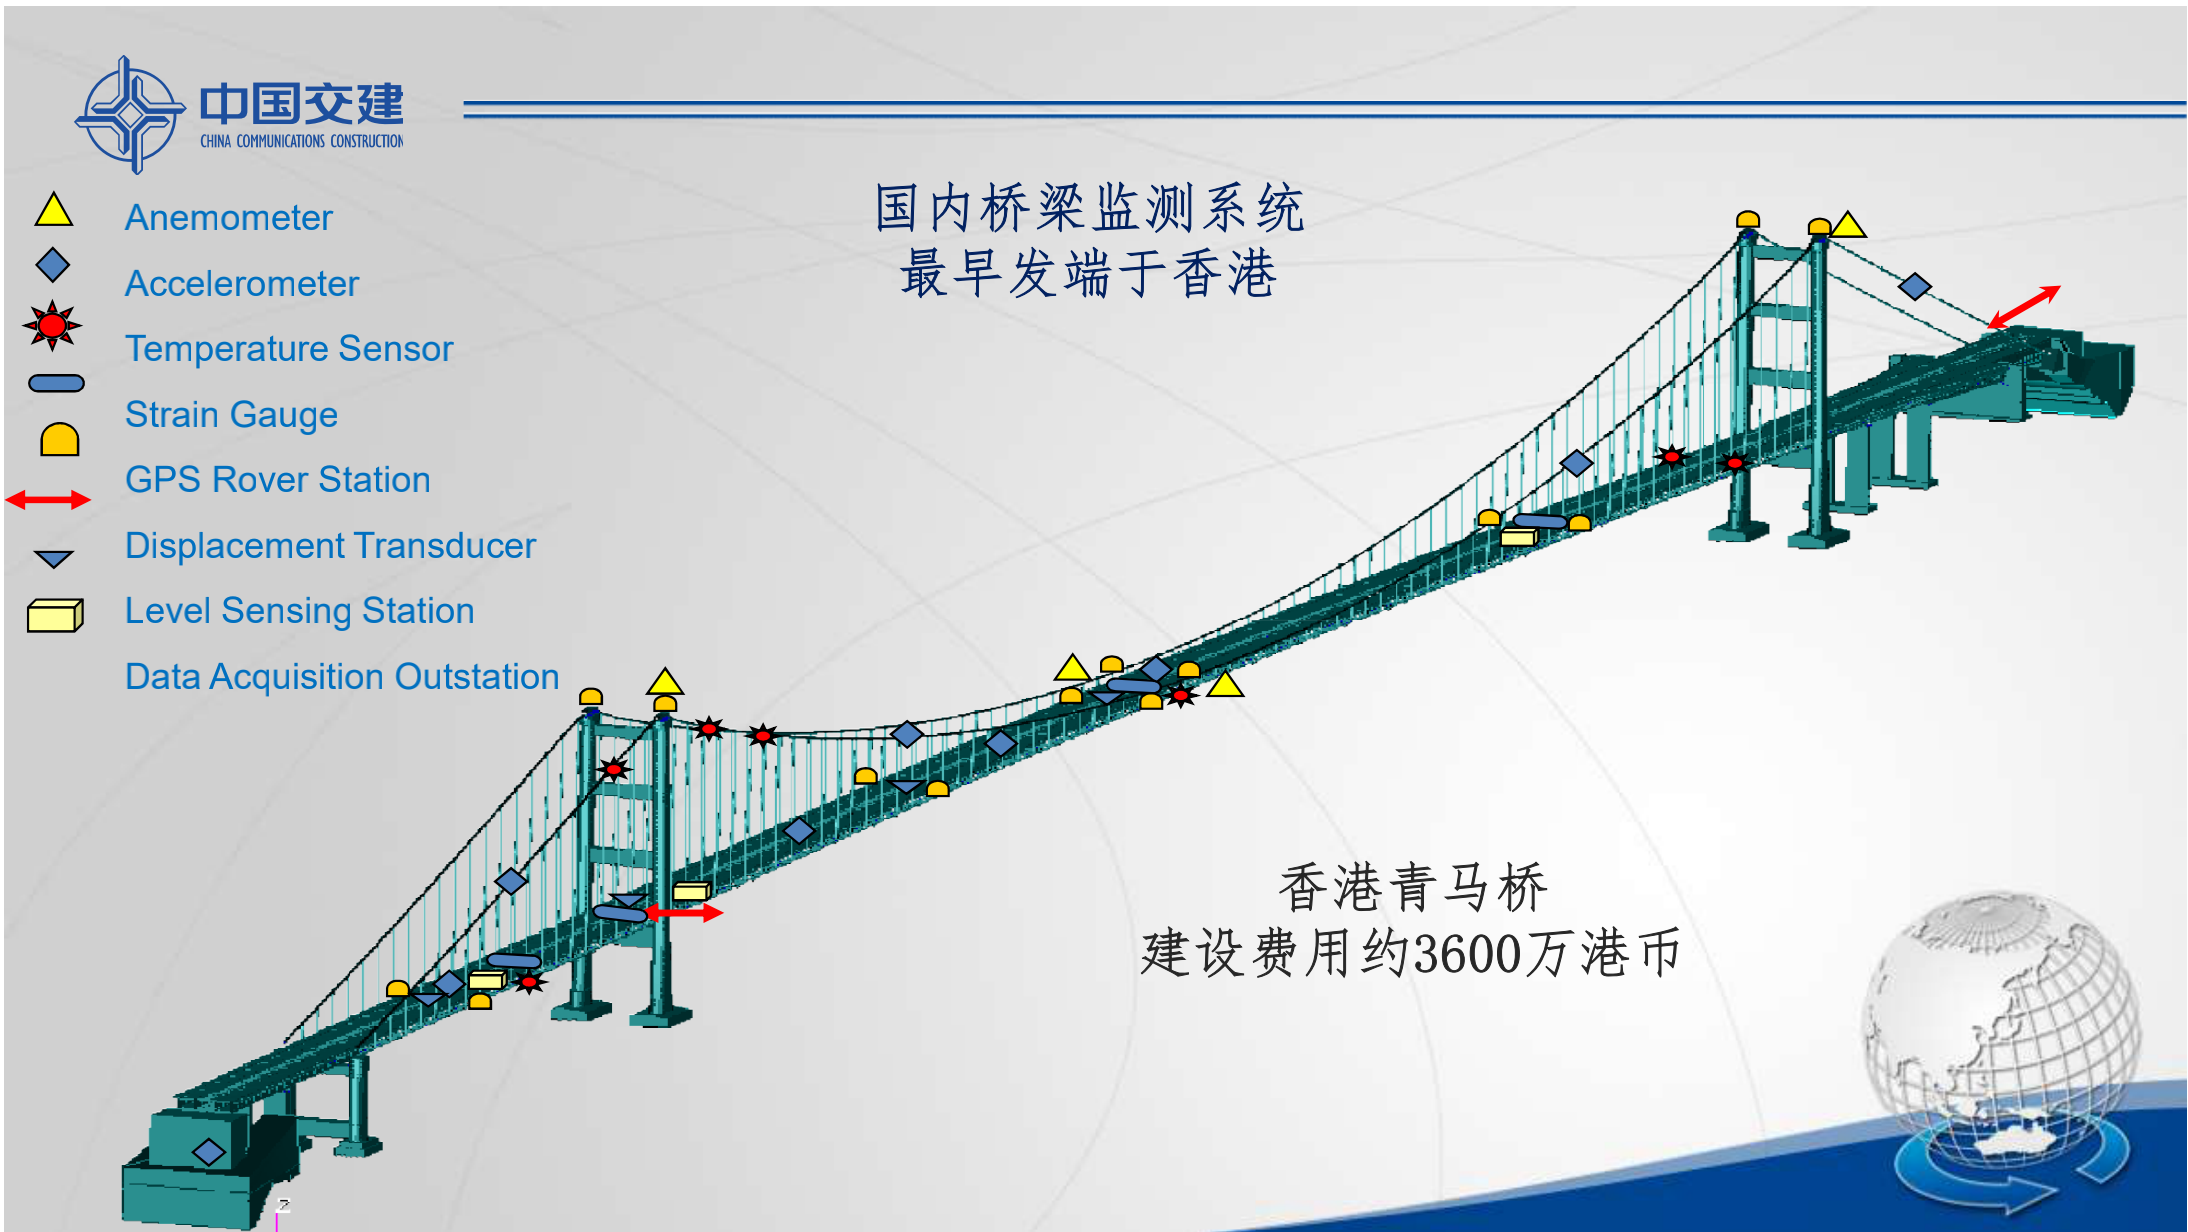 中国交建
CHINA COMMUNICATIONS CONSTRUCTION
国内桥梁监测系统
最早发端于香港
Anemometer
Accelerometer
Temperature Sensor
Strain Gauge
GPS Rover Station
Displacement Transducer
Level Sensing Station
Data Acquisition Outstation
香港青马桥
建设费用约3600万港币
Z